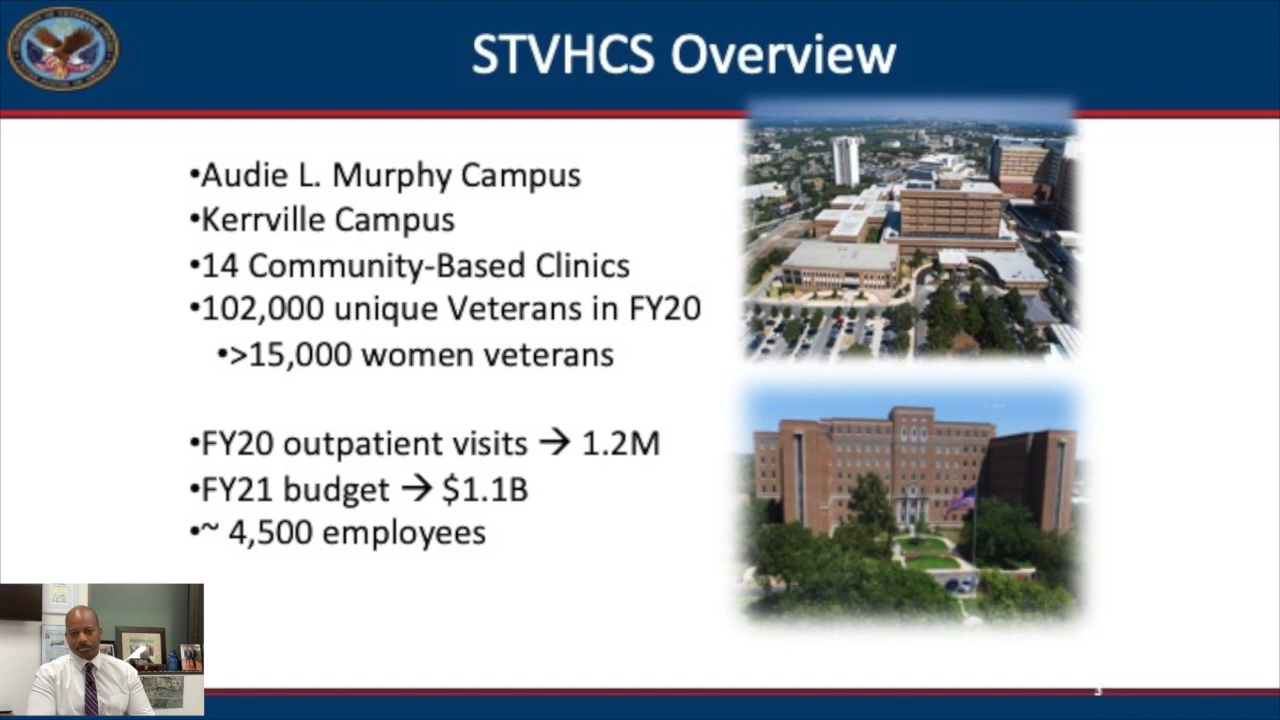 STVHCS Overview
•Audie L. Murphy Campus
•Kerrville Campus
•14 Community-Based Clinics
•102,000 unique Veterans in FY20
•>15,000 women veterans
•FY20 outpatient visits → 1.2M
•FY21 budget → $1.1B
•~ 4,500 employees
3